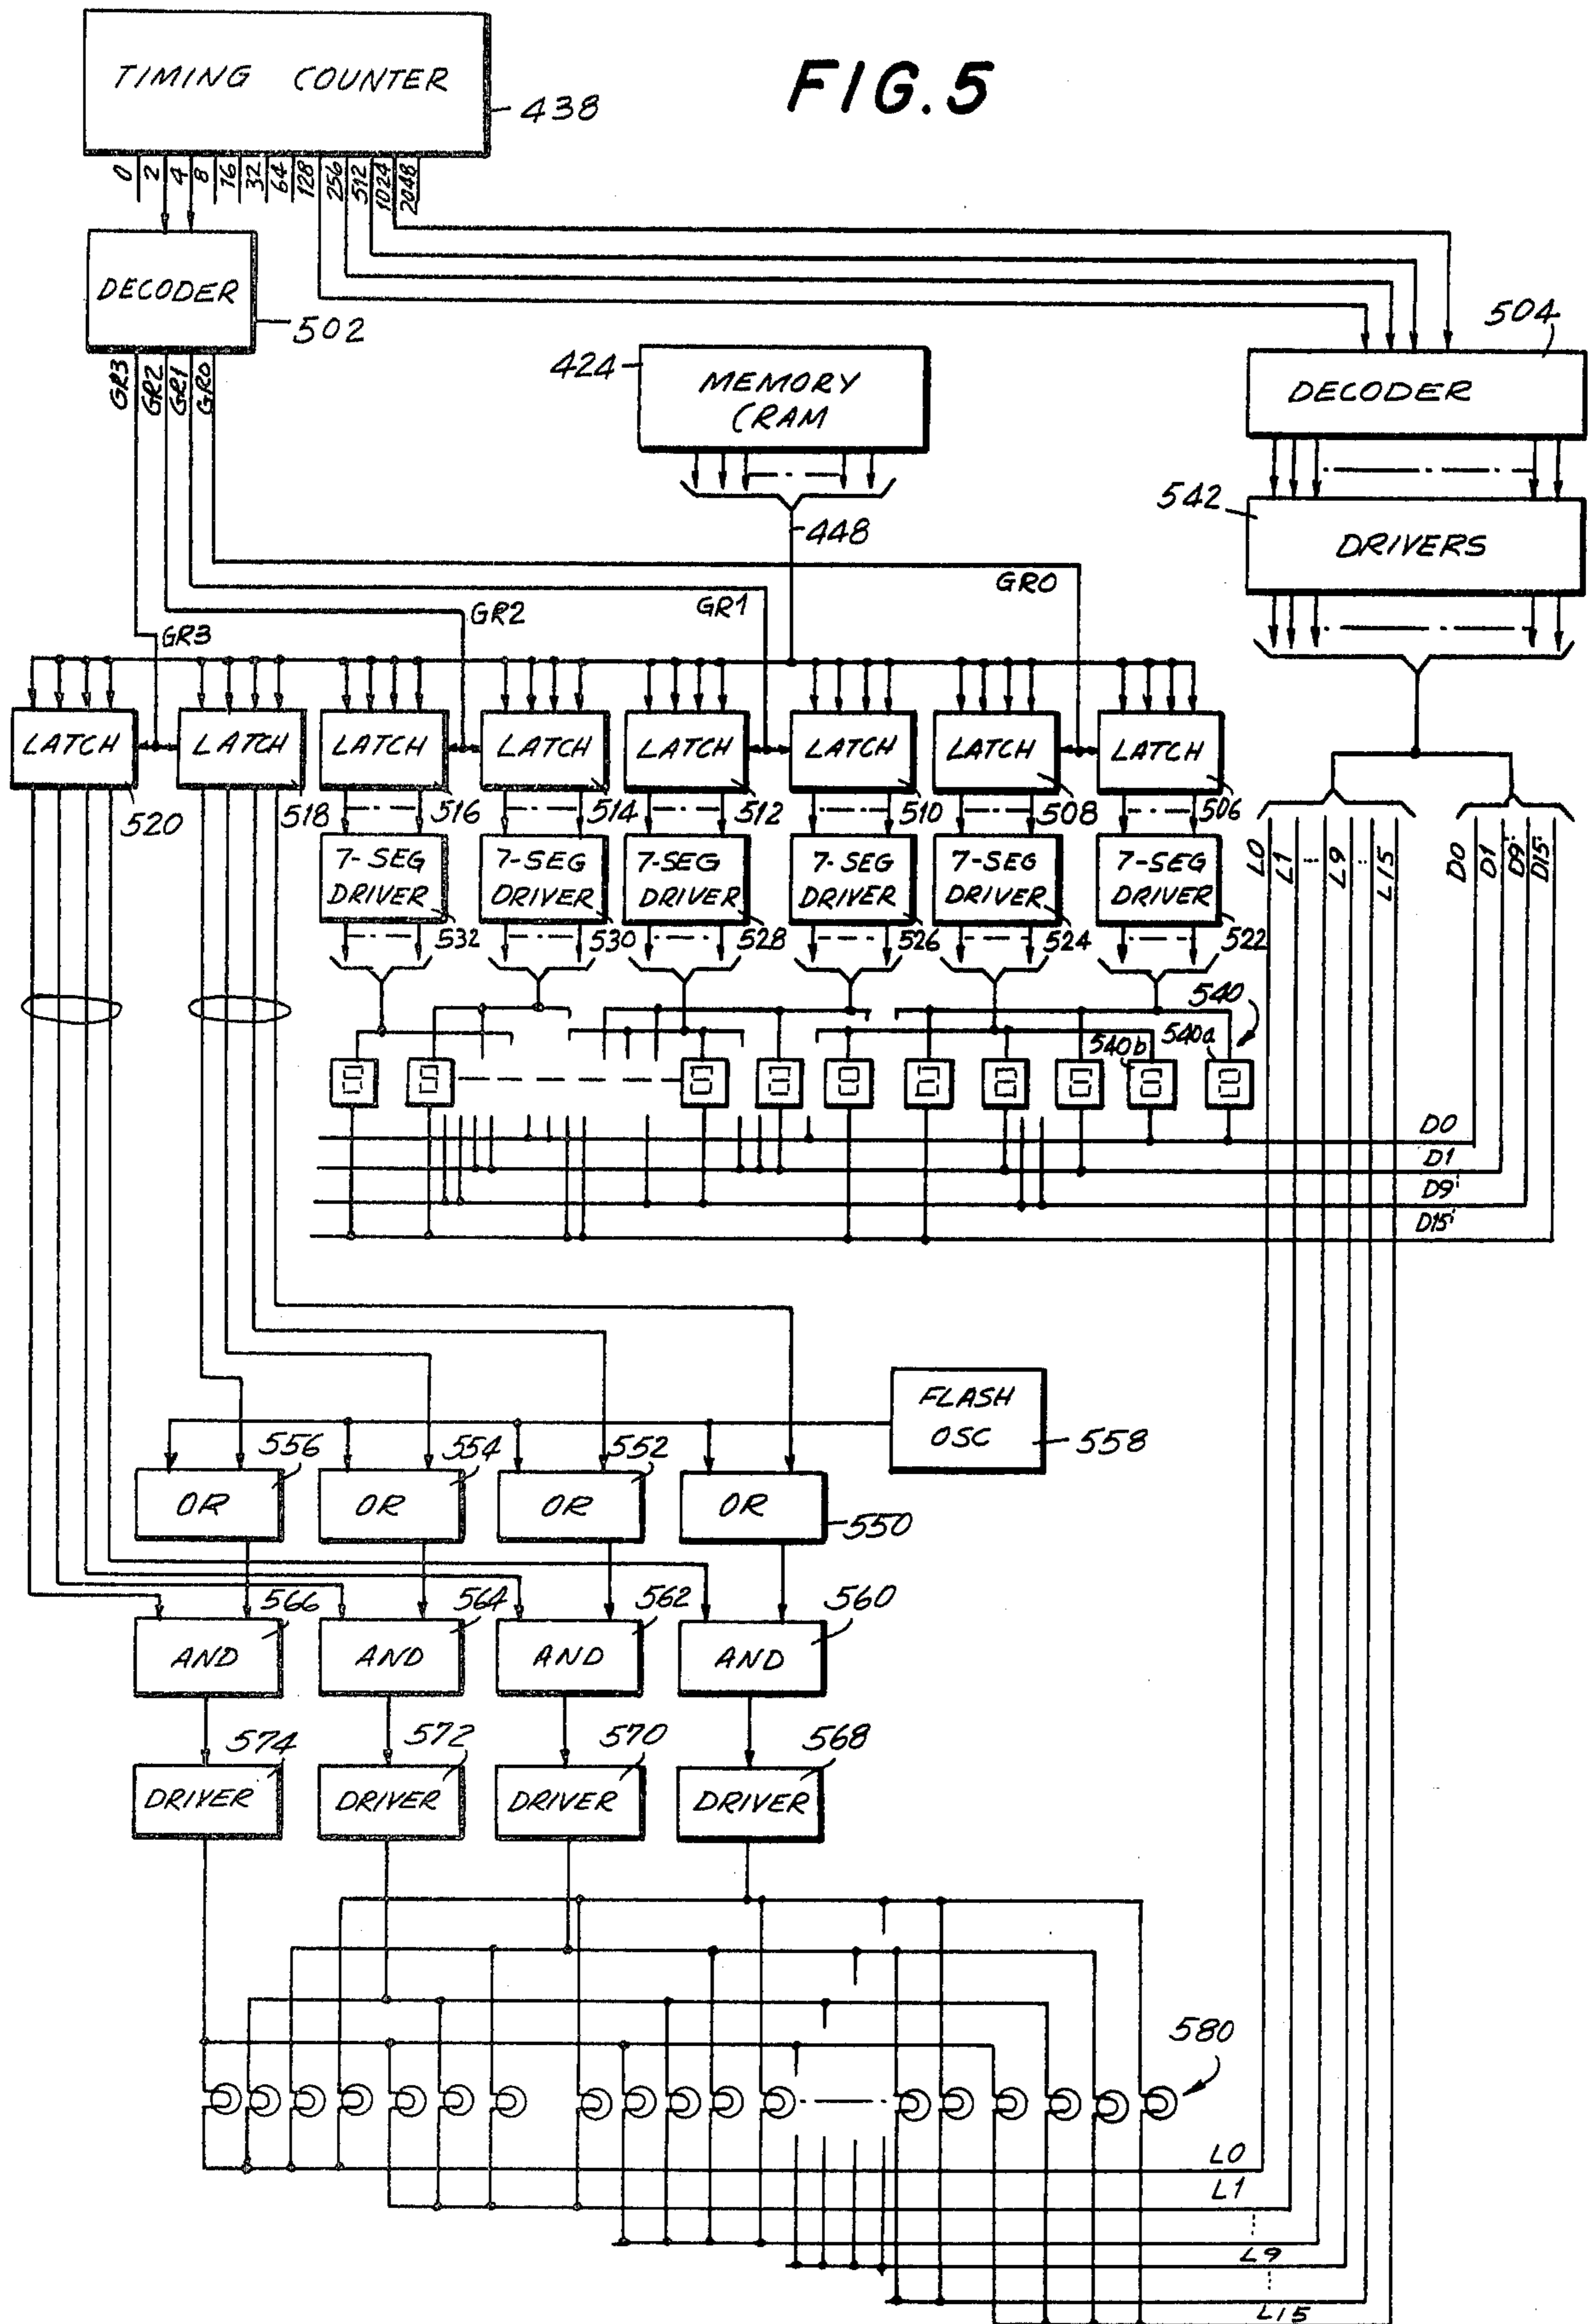 FIG. 5
TIMING COUNTER
438
0 2 4 8 16 32 64 128 256 512 1024 2048
DECODER
502
GR3 GR2 GR1 GR0
424
MEMORY
CRAM
448
504
DECODER
542
DRIVERS
GR3
GR2
GR1
GR0
LATCH LATCH LATCH LATCH LATCH LATCH LATCH LATCH
520 518 516 514 512 510 508 506
7-SEG DRIVER
7-SEG DRIVER
7-SEG DRIVER
7-SEG DRIVER
7-SEG DRIVER
7-SEG DRIVER
532 530 528 526 524 522
L0 L1 L9 L15
D0 D1 D9 D15
540
540b 540a
D0
D1
D9
D15
FLASH
OSC
558
556 554 552
OR OR OR OR
550
566 564 562 560
AND AND AND AND
574 572 570 568
DRIVER DRIVER DRIVER DRIVER
580
L0
L1
L9
L15